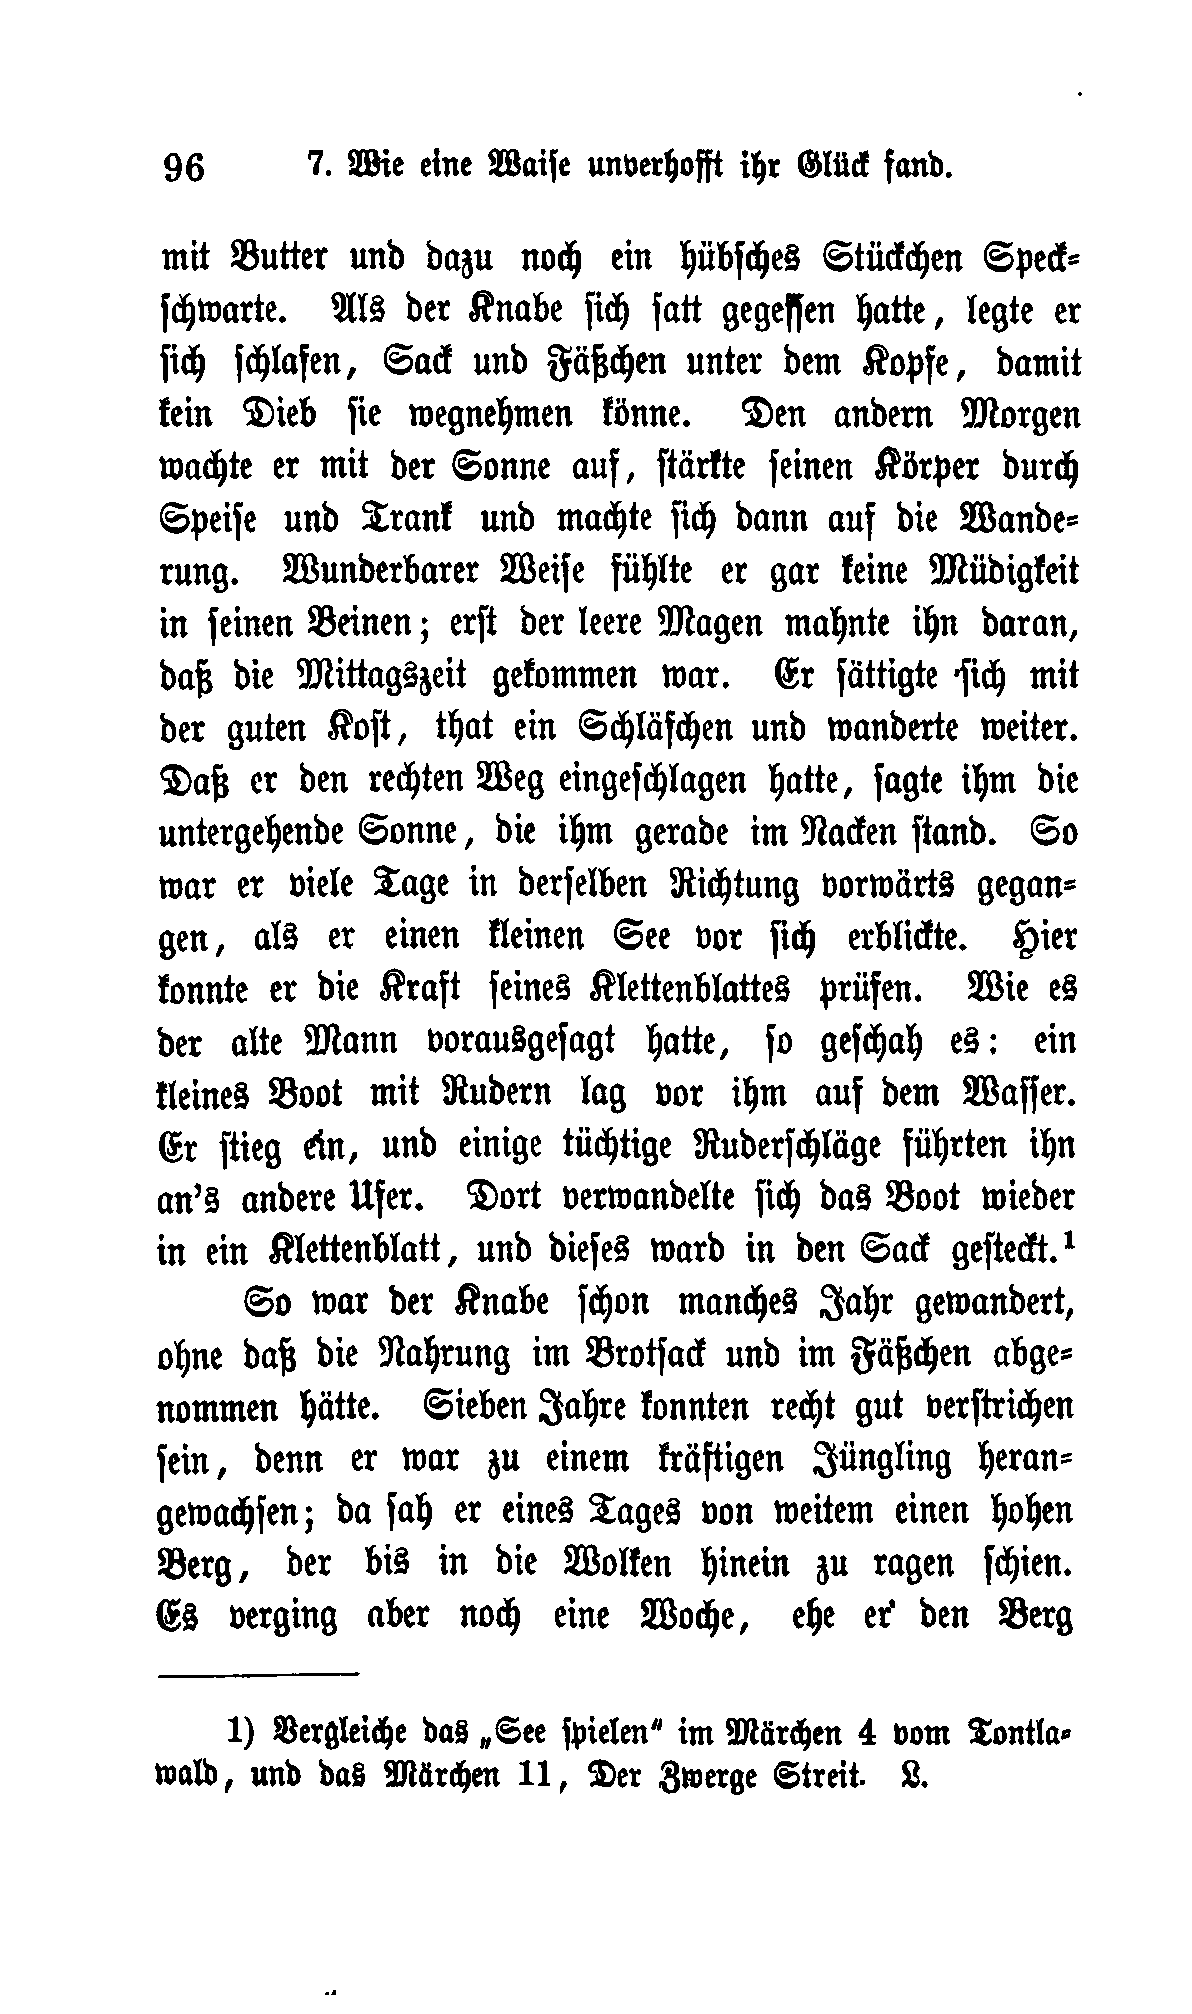 96 7. Wie eine Waise unverhofft ihr Glück fand.
mit Butter und dazu noch ein hübsches Stückchen Speck-
schwarte. Als der Knabe sich satt gegessen hatte, legte er
sich schlafen, Sack und Fäßchen unter dem Kopfe, damit
kein Dieb sie wegnehmen könne. Den andern Morgen
wachte er mit der Sonne auf, stärkte seinen Körper durch
Speise und Trank und machte sich dann auf die Wande-
rung. Wunderbarer Weise fühlte er gar keine Müdigkeit
in seinen Beinen; erst der leere Magen mahnte ihn daran,
daß die Mittagszeit gekommen war. Er sättigte sich mit
der guten Kost, that ein Schläfchen und wanderte weiter.
Daß er den rechten Weg eingeschlagen hatte, sagte ihm die
untergehende Sonne, die ihm gerade im Nacken stand. So
war er viele Tage in derselben Richtung vorwärts gegan-
gen, als er einen kleinen See vor sich erblickte. Hier
konnte er die Kraft seines Klettenblattes prüfen. Wie es
der alte Mann vorausgesagt hatte, so geschah es: ein
kleines Boot mit Rudern lag vor ihm auf dem Wasser.
Er stieg ein, und einige tüchtige Ruderschläge führten ihn
an's andere Ufer. Dort verwandelte sich das Boot wieder
in ein Klettenblatt, und dieses ward in den Sack gesteckt.¹
So war der Knabe schon manches Jahr gewandert,
ohne daß die Nahrung im Brotsack und im Fäßchen abge-
nommen hätte. Sieben Jahre konnten recht gut verstrichen
sein, denn er war zu einem kräftigen Jüngling heran-
gewachsen; da sah er eines Tages von weitem einen hohen
Berg, der bis in die Wolken hinein zu ragen schien.
Es verging aber noch eine Woche, ehe er den Berg
1) Vergleiche das „See spielen" im Märchen 4 vom Tontla-
wald, und das Märchen 11, Der Zwerge Streit. L.